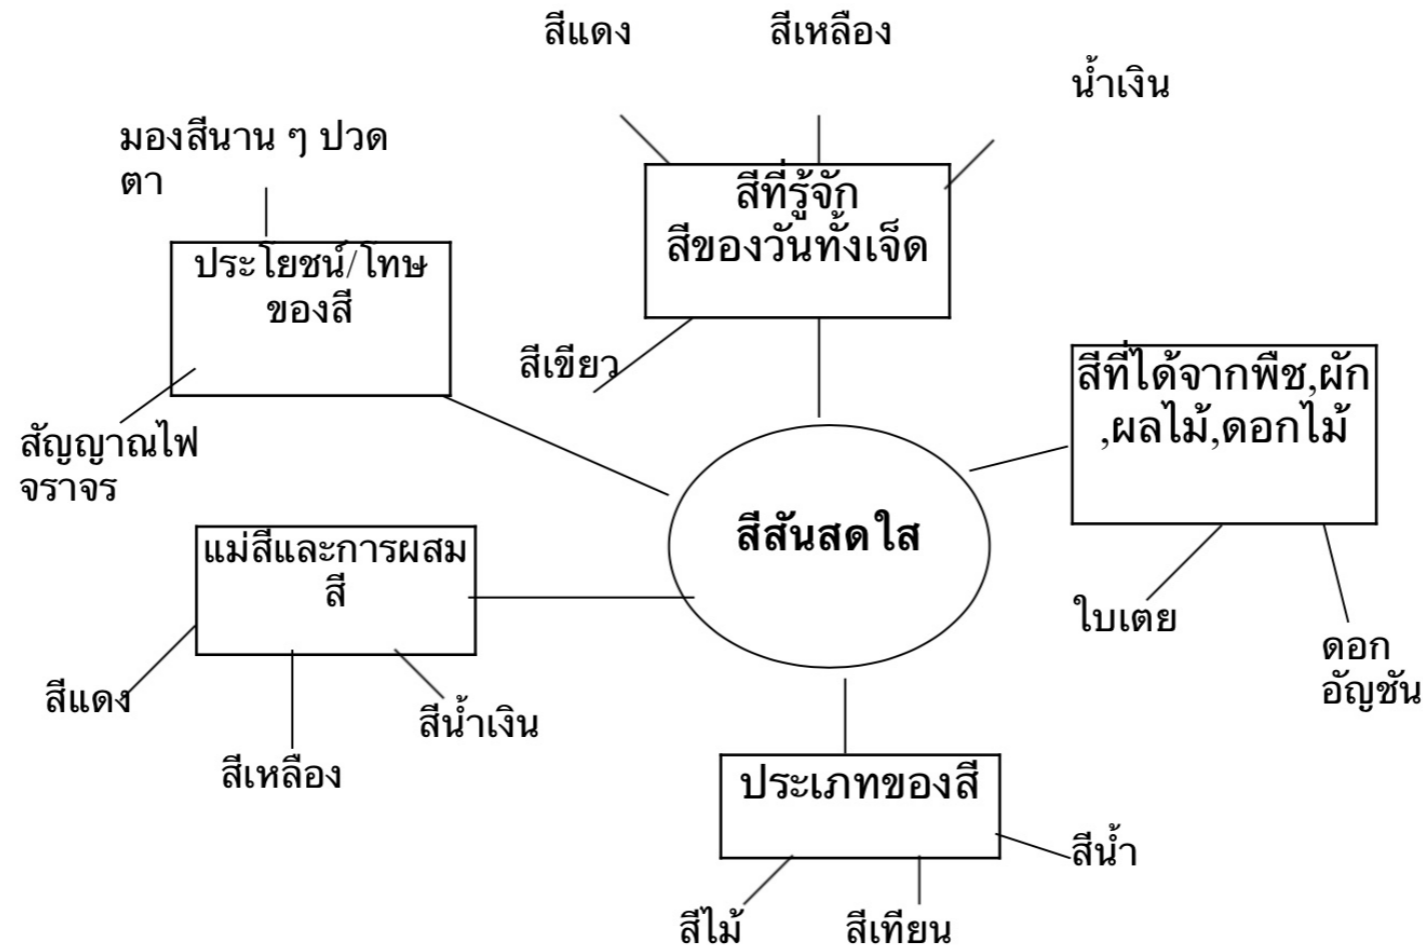 สีแดง
สีเหลือง
น้ำเงิน
มองสีนาน ๆ ปวด
ตา
สีที่รู้จัก
สีของวันทั้งเจ็ด
ประโยชน์/โทษ
ของสี
สีเขียว
สีที่ได้จากพืช,ผัก
,ผลไม้,ดอกไม้
สัญญาณไฟ
จราจร
สีสันสดใส
แม่สีและการผสม
สี
ใบเตย
ดอก
อัญชัน
สีแดง
สีน้ำเงิน
สีเหลือง
ประเภทของสี
สีน้ำ
สีไม้
สีเทียน